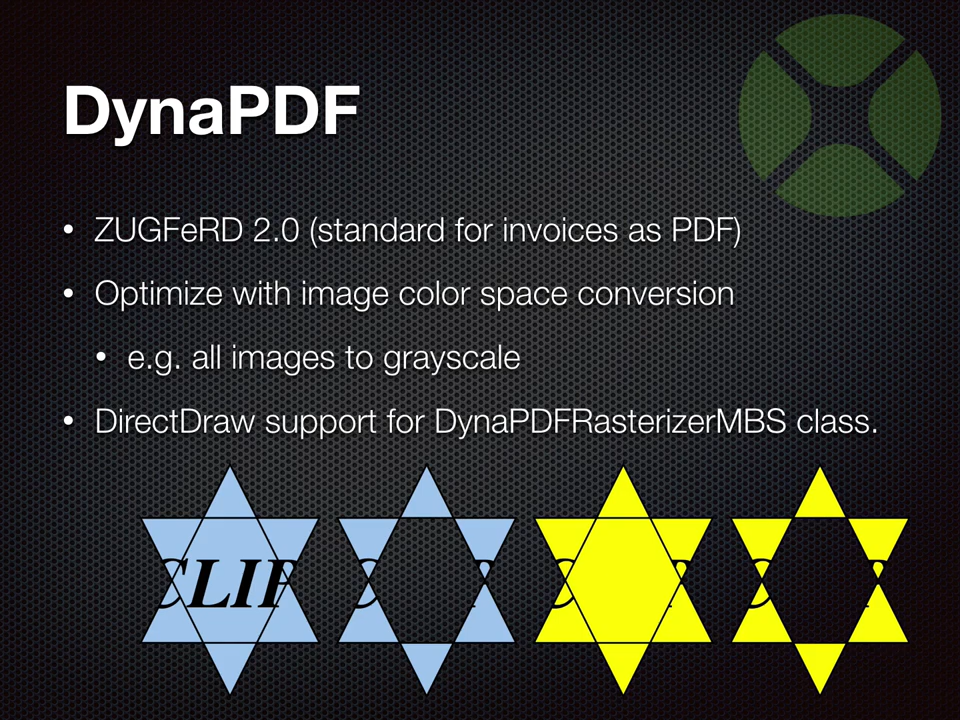 DynaPDF
• ZUGFeRD 2.0 (standard for invoices as PDF)
• Optimize with image color space conversion
• e.g. all images to grayscale
• DirectDraw support for DynaPDFRasterizerMBS class.
CLIP